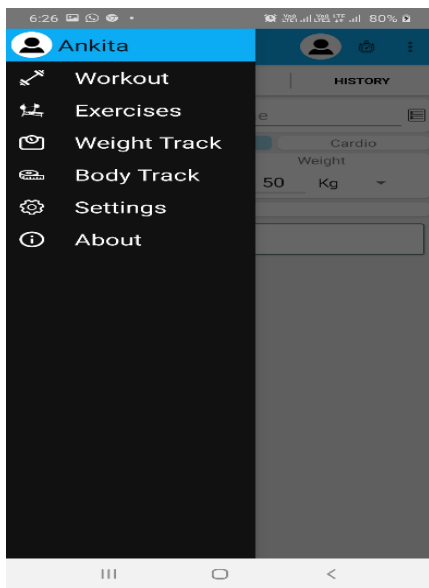 6:26 80%
Ankita
Workout
HISTORY
Exercises
e
Weight Track
Cardio
Weight
Body Track
50 Kg
Settings
About